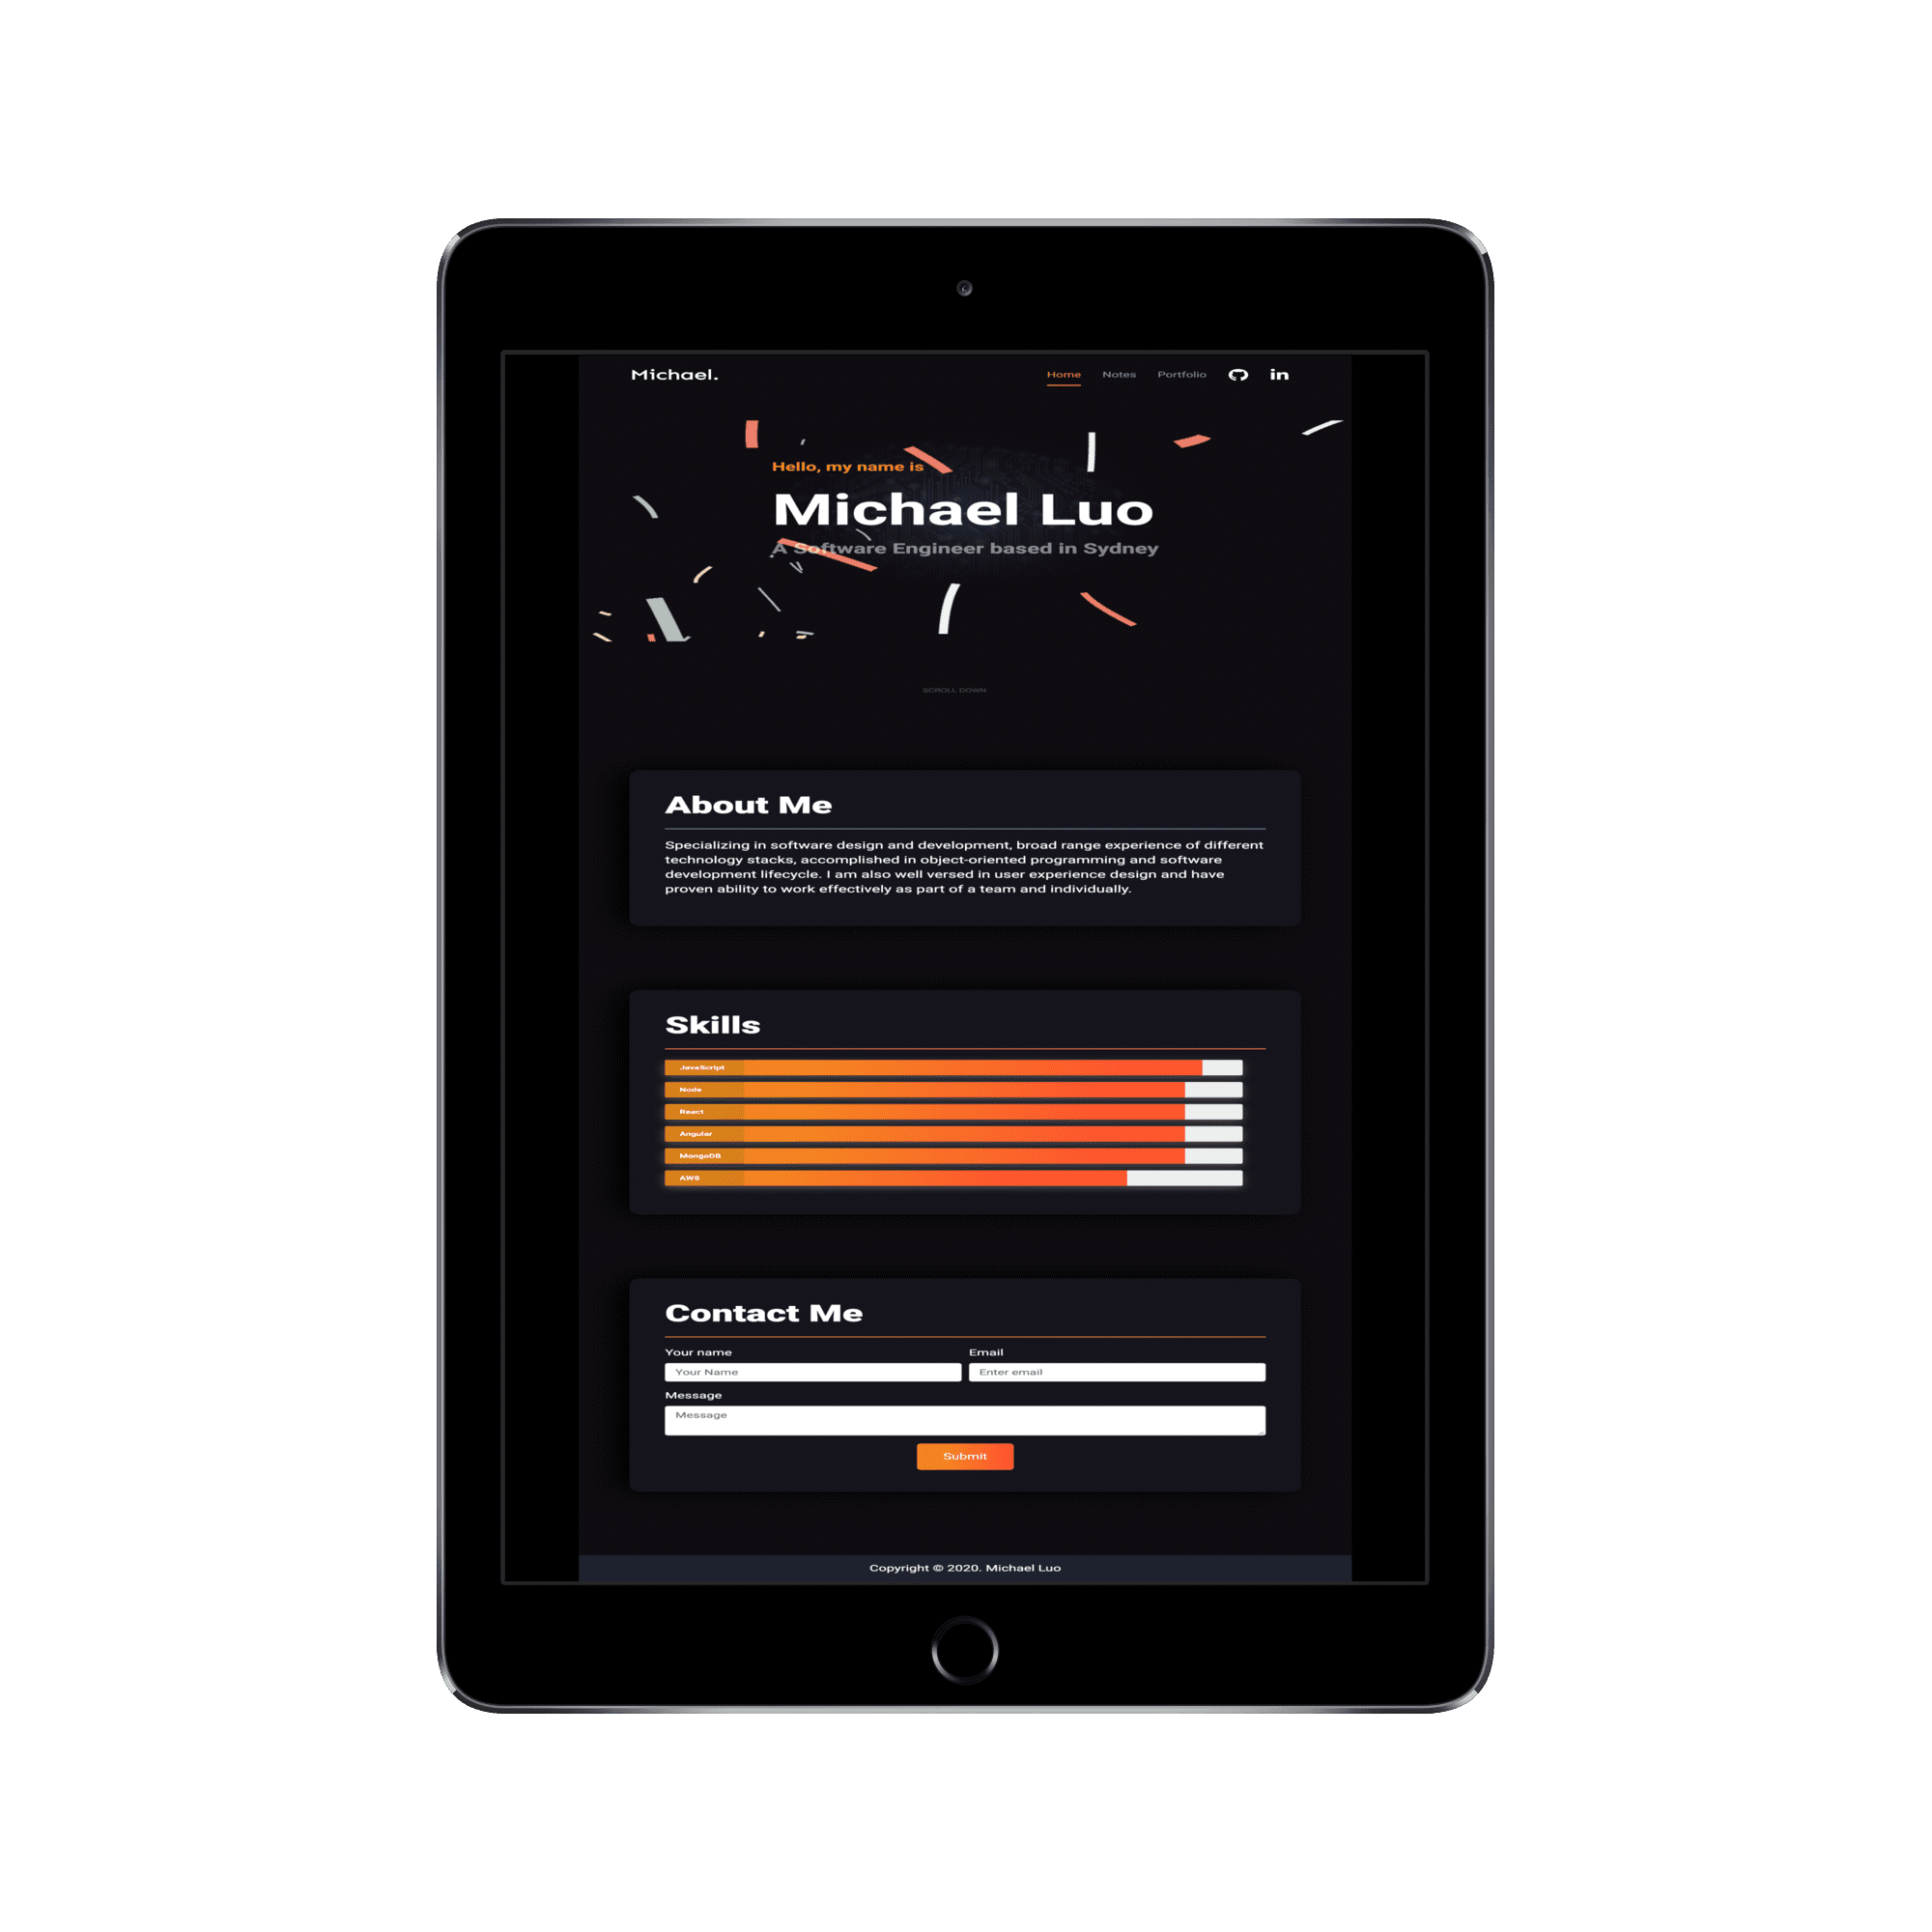 Michael.
Home Notes Portfolio in
Hello, my name is
Michael Luo
A Software Engineer based in Sydney
SCROLL DOWN
About Me
Specializing in software design and development, broad range experience of different
technology stacks, accomplished in object-oriented programming and software
development lifecycle. I am also well versed in user experience design and have
proven ability to work effectively as part of a team and individually.
Skills
JavaScript
Node
React
Angular
MongoDB
AWS
Contact Me
Your name Email
Your Name Enter email
Message
Message
Submit
Copyright © 2020. Michael Luo